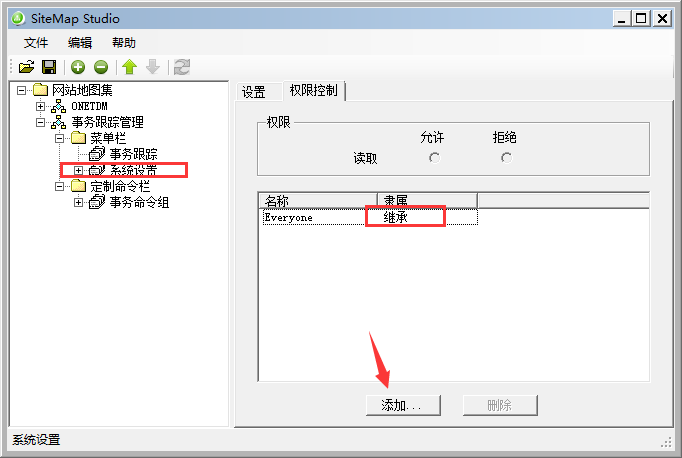 SiteMap Studio
文件 编辑 帮助
网站地图集
ONETDM
事务跟踪管理
菜单栏
事务跟踪
系统设置
定制命令栏
事务命令组
设置 权限控制
权限
允许 拒绝
读取
名称 隶属
Everyone 继承
添加... 删除
系统设置